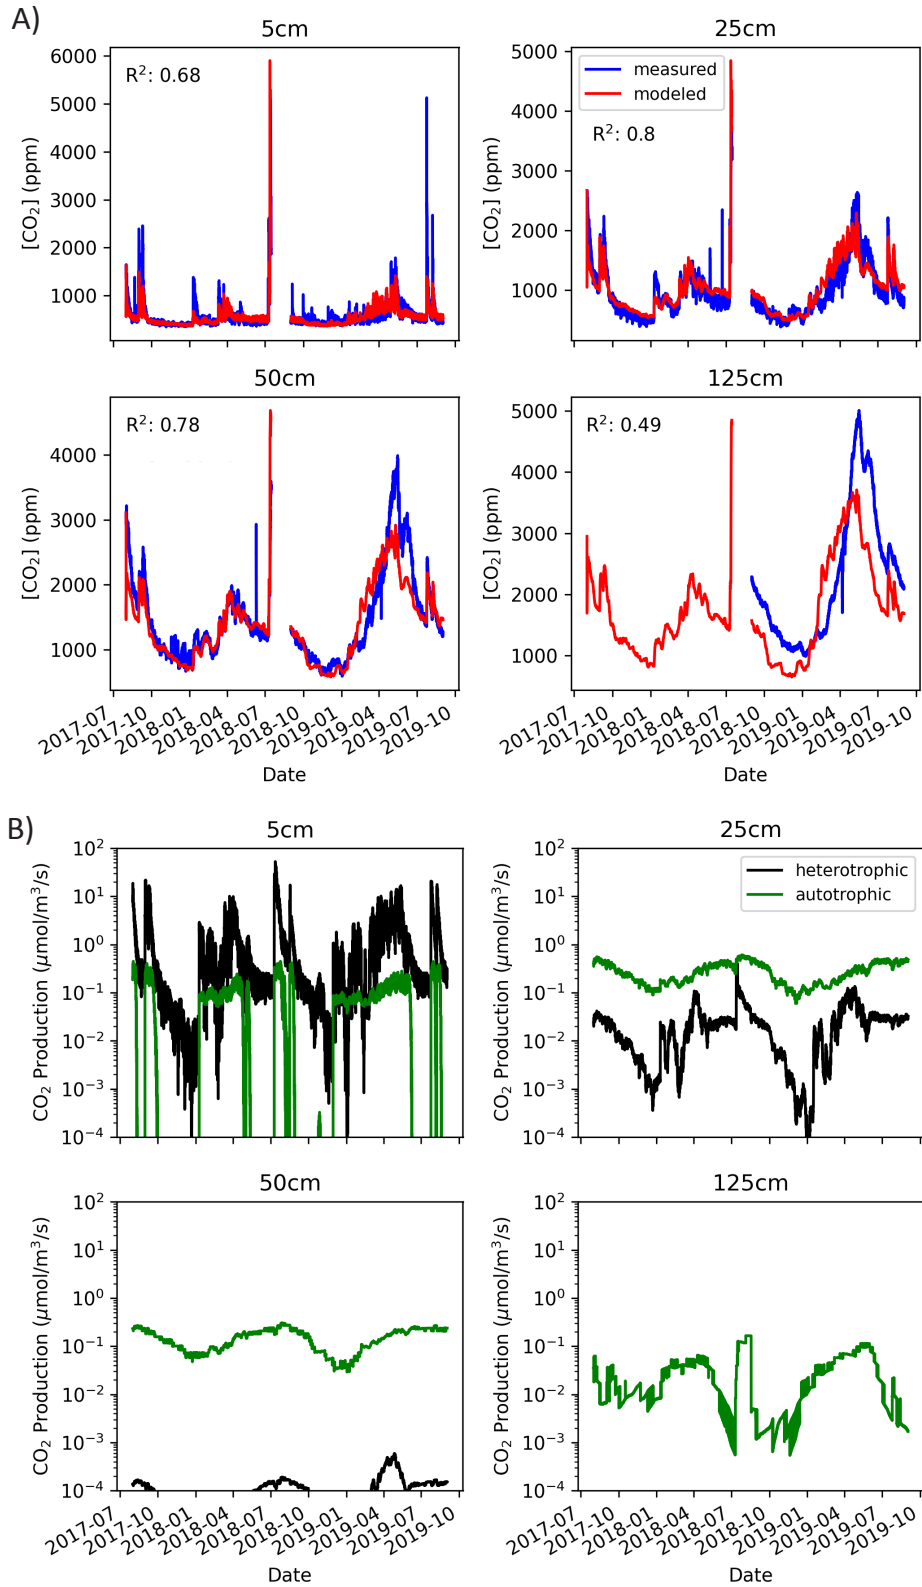 A)
5cm
25cm
6000
5000
4000
3000
2000
1000
[CO₂] (ppm)
R²: 0.68
5000
4000
3000
2000
1000
[CO₂] (ppm)
measured
modeled
R²: 0.8
50cm
125cm
4000
3000
2000
1000
[CO₂] (ppm)
R²: 0.78
5000
4000
3000
2000
1000
[CO₂] (ppm)
R²: 0.49
2017-07
2017-10
2018-01
2018-04
2018-07
2018-10
2019-01
2019-04
2019-07
2019-10
Date
2017-07
2017-10
2018-01
2018-04
2018-07
2018-10
2019-01
2019-04
2019-07
2019-10
Date
B)
5cm
25cm
10²
10¹
10⁰
10⁻¹
10⁻²
10⁻³
10⁻⁴
CO₂ Production (μmol/m³/s)
10²
10¹
10⁰
10⁻¹
10⁻²
10⁻³
10⁻⁴
CO₂ Production (μmol/m³/s)
heterotrophic
autotrophic
50cm
125cm
10²
10¹
10⁰
10⁻¹
10⁻²
10⁻³
10⁻⁴
CO₂ Production (μmol/m³/s)
10²
10¹
10⁰
10⁻¹
10⁻²
10⁻³
10⁻⁴
CO₂ Production (μmol/m³/s)
2017-07
2017-10
2018-01
2018-04
2018-07
2018-10
2019-01
2019-04
2019-07
2019-10
Date
2017-07
2017-10
2018-01
2018-04
2018-07
2018-10
2019-01
2019-04
2019-07
2019-10
Date